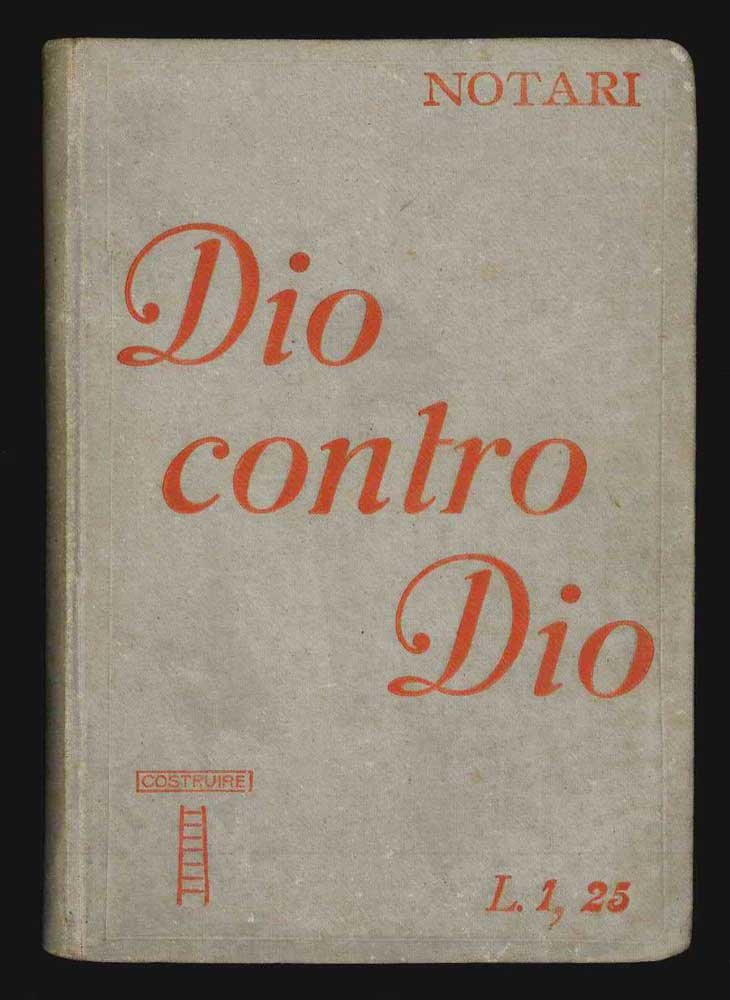 NOTARI
Dio
contro
Dio
COSTRUIRE
L. 1, 25